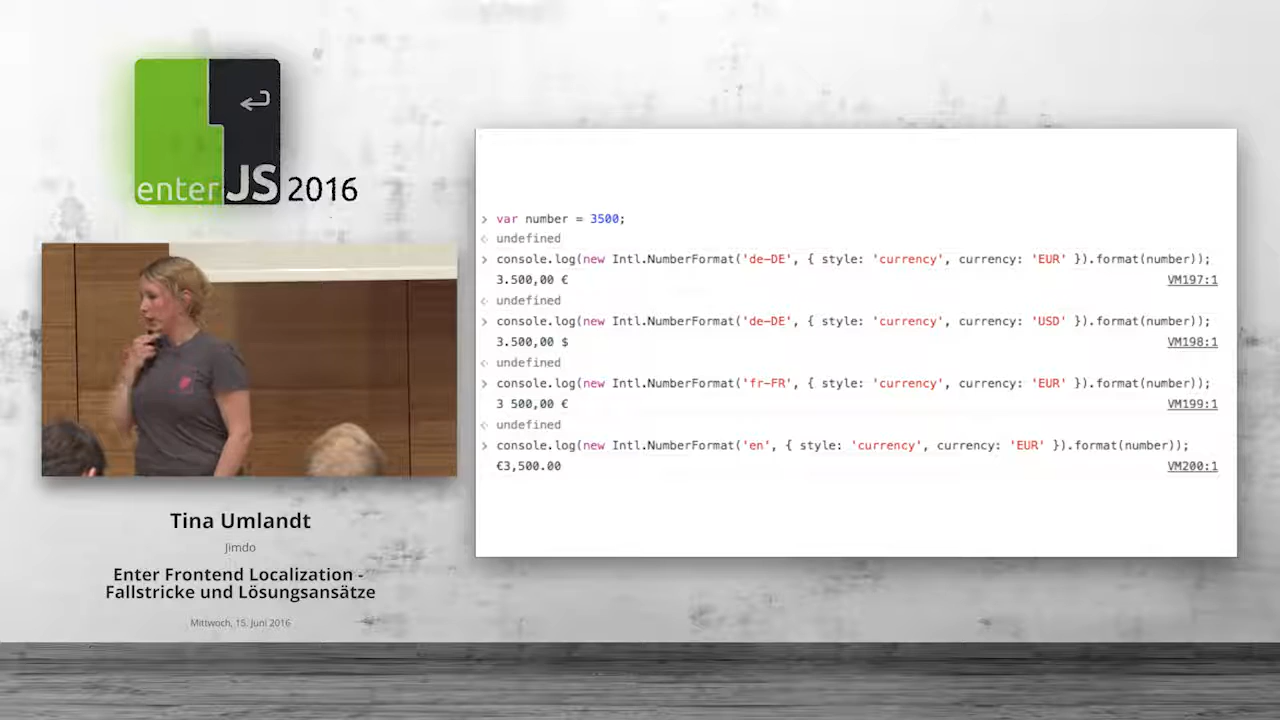 enterJS 2016
Tina Umlandt
Jimdo
Enter Frontend Localization -
Fallstricke und Lösungsansätze
Mittwoch, 15. Juni 2016
> var number = 3500;
< undefined
> console.log(new Intl.NumberFormat('de-DE', { style: 'currency', currency: 'EUR' }).format(number));
3.500,00 € VM197:1
< undefined
> console.log(new Intl.NumberFormat('de-DE', { style: 'currency', currency: 'USD' }).format(number));
3.500,00 $ VM198:1
< undefined
> console.log(new Intl.NumberFormat('fr-FR', { style: 'currency', currency: 'EUR' }).format(number));
3 500,00 € VM199:1
< undefined
> console.log(new Intl.NumberFormat('en', { style: 'currency', currency: 'EUR' }).format(number));
€3,500.00 VM200:1